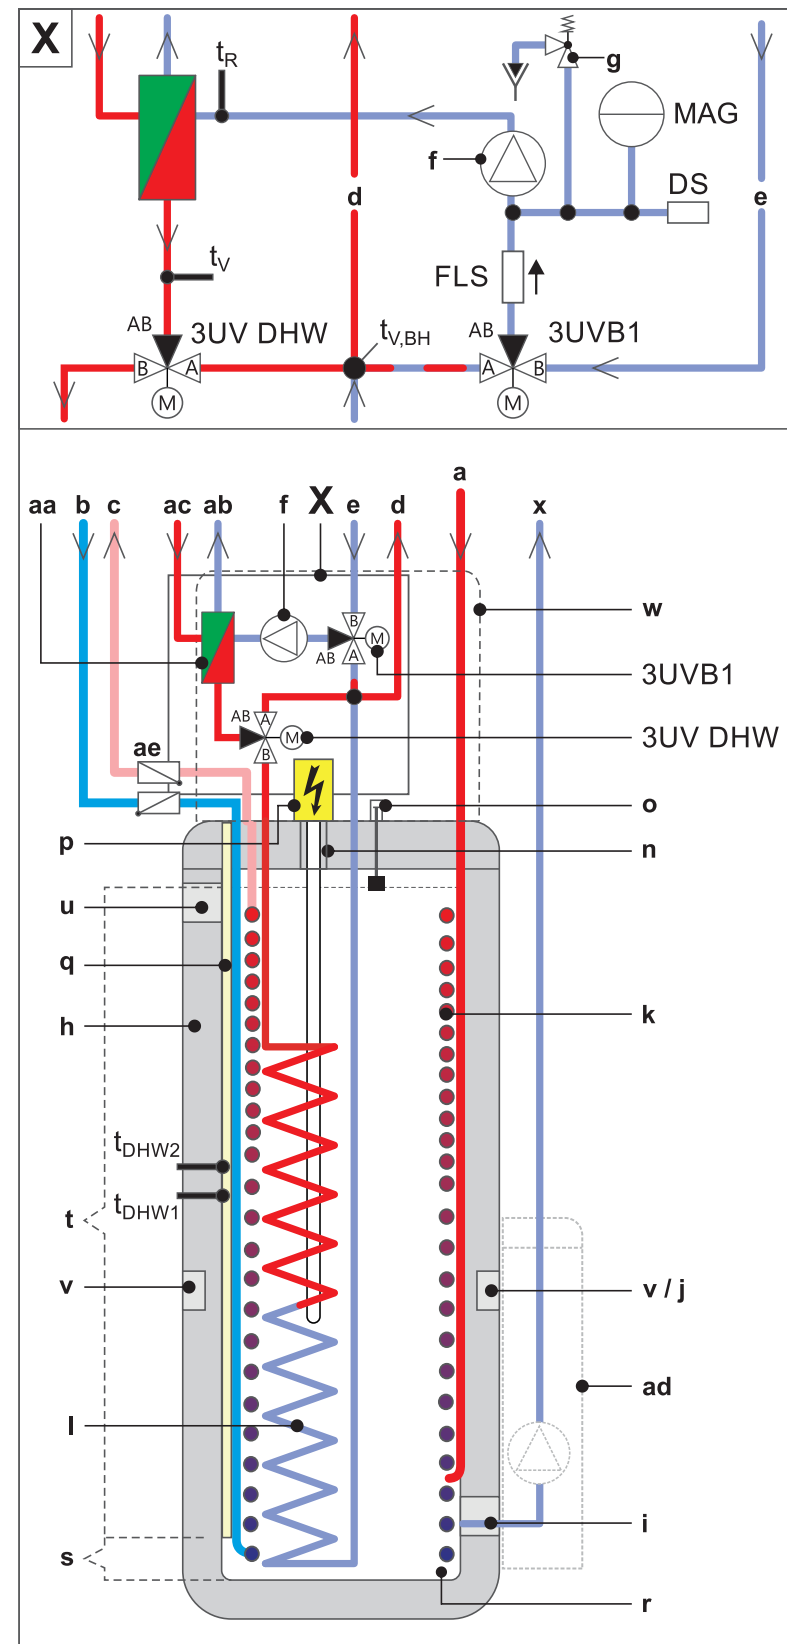 X
tR
g
MAG
f
DS
d
e
tV
FLS
AB
3UV DHW
tV,BH
AB
3UVB1
B
A
A
B
M
M
a
aa
b
c
ac
ab
f
X
e
d
x
w
B
M
AB
A
3UVB1
AB
A
M
3UV DHW
B
ae
o
p
n
u
q
h
k
tDHW2
tDHW1
t
v
v / j
ad
l
i
s
r